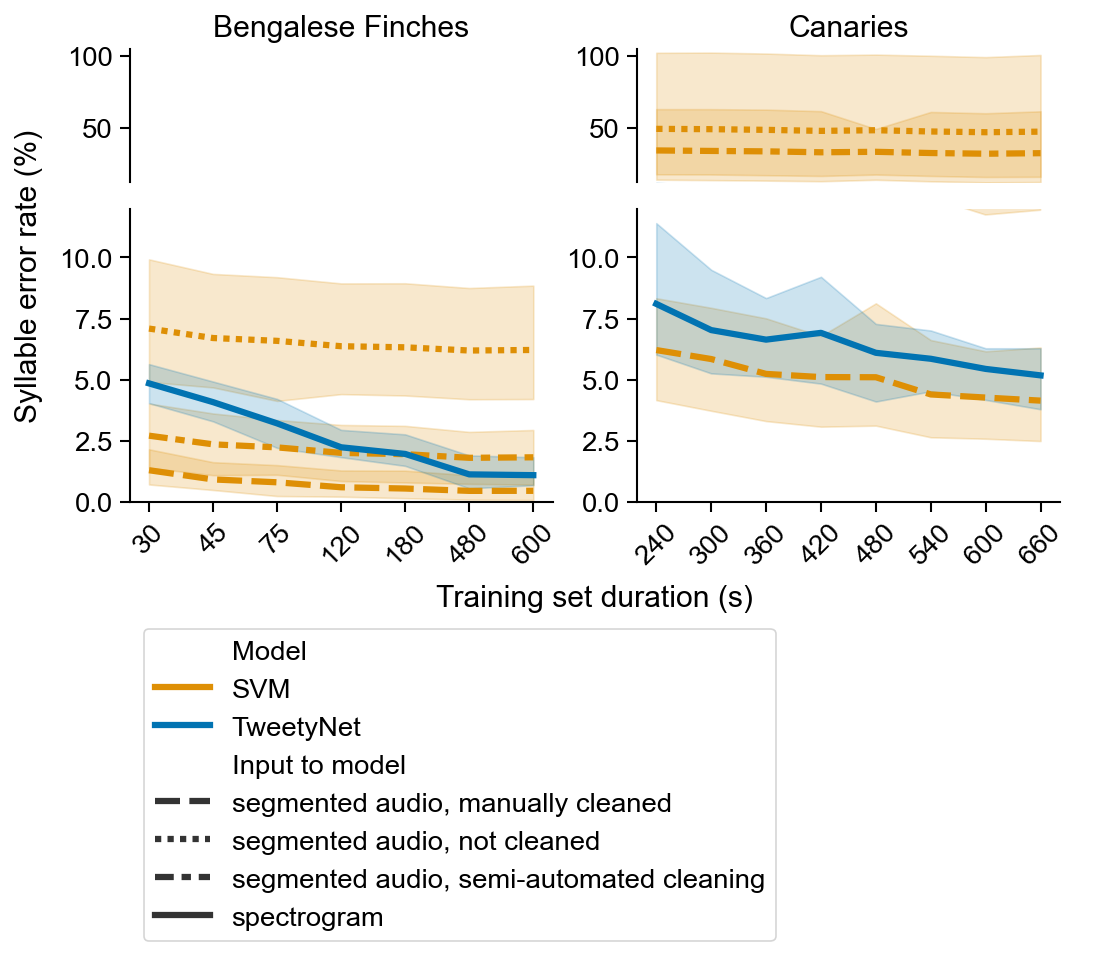 Bengalese Finches
Canaries
Syllable error rate (%)
100
50
10.0
7.5
5.0
2.5
0.0
30 45 75 120 180 480 600
100
50
10.0
7.5
5.0
2.5
0.0
240 300 360 420 480 540 600 660
Training set duration (s)
Model
SVM
TweetyNet
Input to model
segmented audio, manually cleaned
segmented audio, not cleaned
segmented audio, semi-automated cleaning
spectrogram